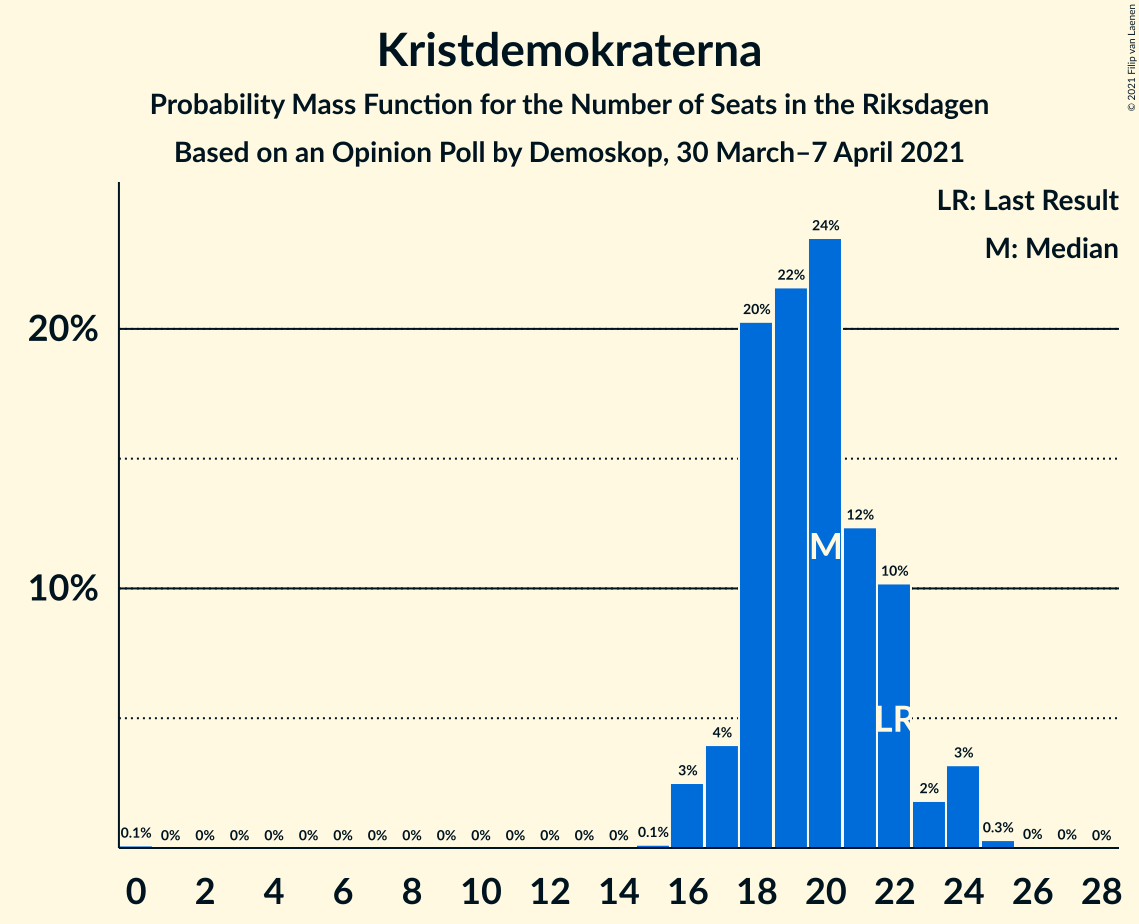 Kristdemokraterna
Probability Mass Function for the Number of Seats in the Riksdagen
Based on an Opinion Poll by Demoskop, 30 March–7 April 2021
© 2021 Filip van Laenen
LR: Last Result
M: Median
20%
10%
0.1% 0% 0% 0% 0% 0% 0% 0% 0% 0% 0% 0% 0% 0% 0% 0.1% 3% 4% 20% 22% 24% 12% 10% 2% 3% 0.3% 0% 0% 0%
M
LR
0 2 4 6 8 10 12 14 16 18 20 22 24 26 28